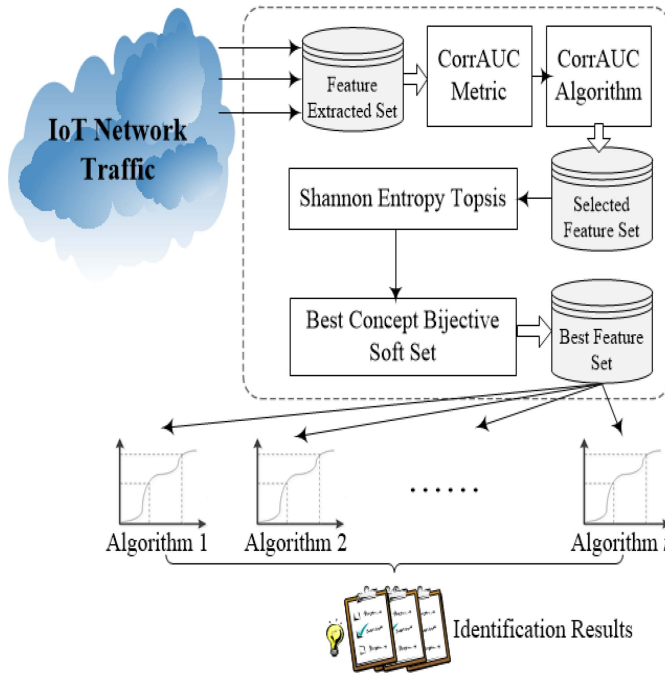 IoT Network
Traffic
Feature
Extracted Set
CorrAUC
Metric
CorrAUC
Algorithm
Shannon Entropy Topsis
Selected
Feature Set
Best Concept Bijective
Soft Set
Best Feature
Set
Algorithm 1
Algorithm 2
......
Algorithm
Identification Results